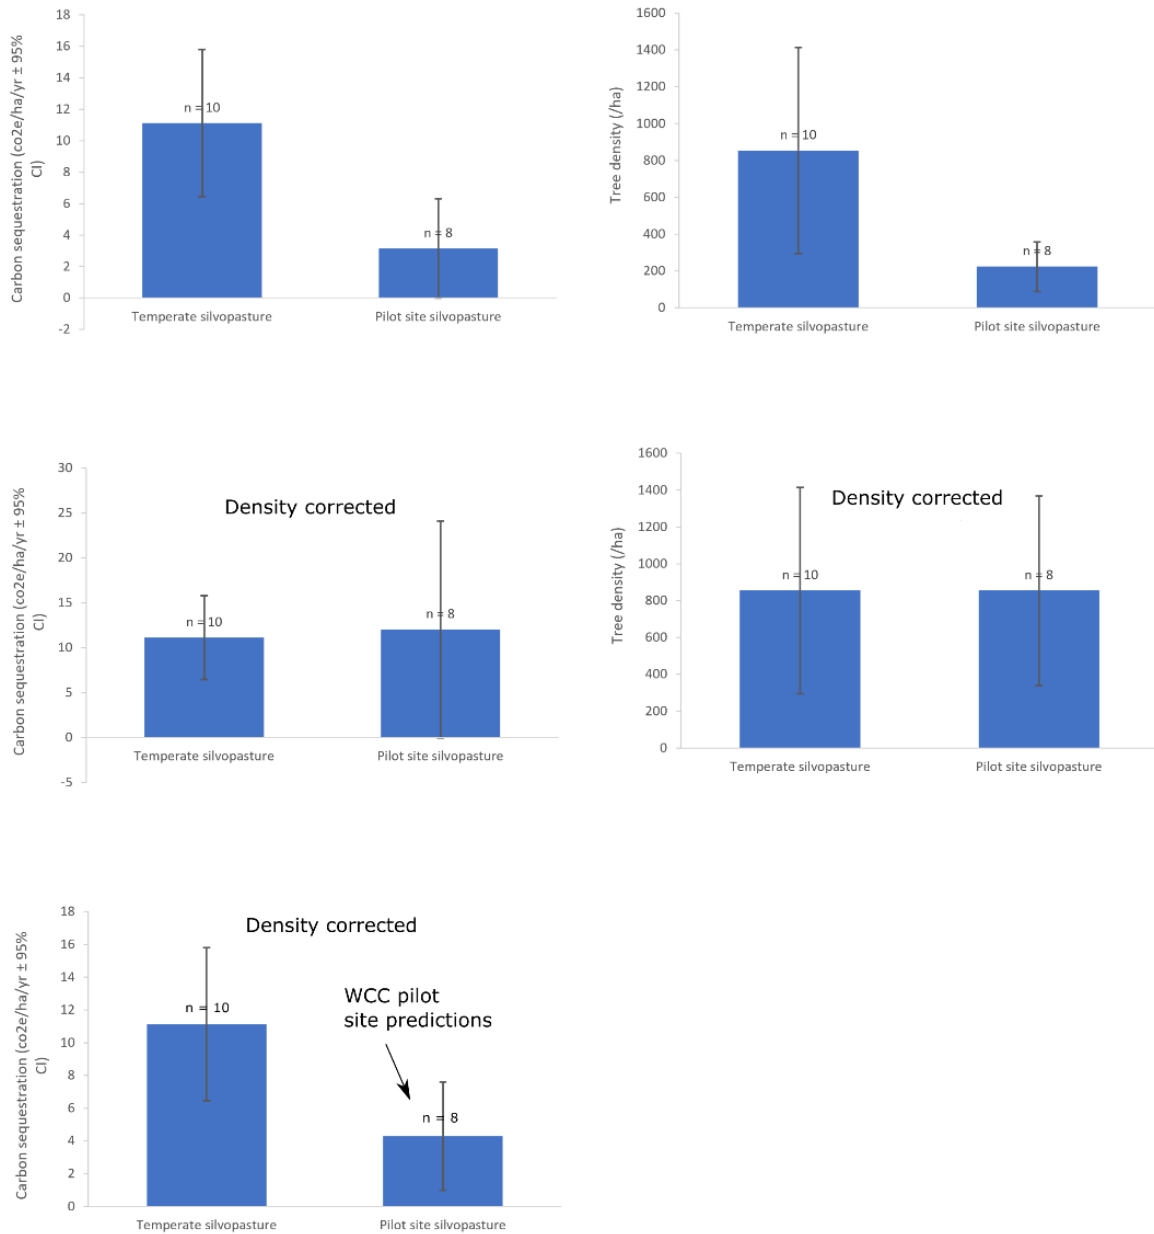 Carbon sequestration (co2e/ha/yr ± 95%
CI)
18
16
14
12
10
8
6
4
2
0
-2
n = 10
n = 8
Temperate silvopasture
Pilot site silvopasture
Tree density (/ha)
1600
1400
1200
1000
800
600
400
200
0
n = 10
n = 8
Temperate silvopasture
Pilot site silvopasture
Carbon sequestration (co2e/ha/yr ± 95%
CI)
30
25
20
15
10
5
0
-5
Density corrected
n = 10
n = 8
Temperate silvopasture
Pilot site silvopasture
Tree density (/ha)
1600
1400
1200
1000
800
600
400
200
0
Density corrected
n = 10
n = 8
Temperate silvopasture
Pilot site silvopasture
Carbon sequestration (co2e/ha/yr ± 95%
CI)
18
16
14
12
10
8
6
4
2
0
Density corrected
WCC pilot
site predictions
n = 10
n = 8
Temperate silvopasture
Pilot site silvopasture